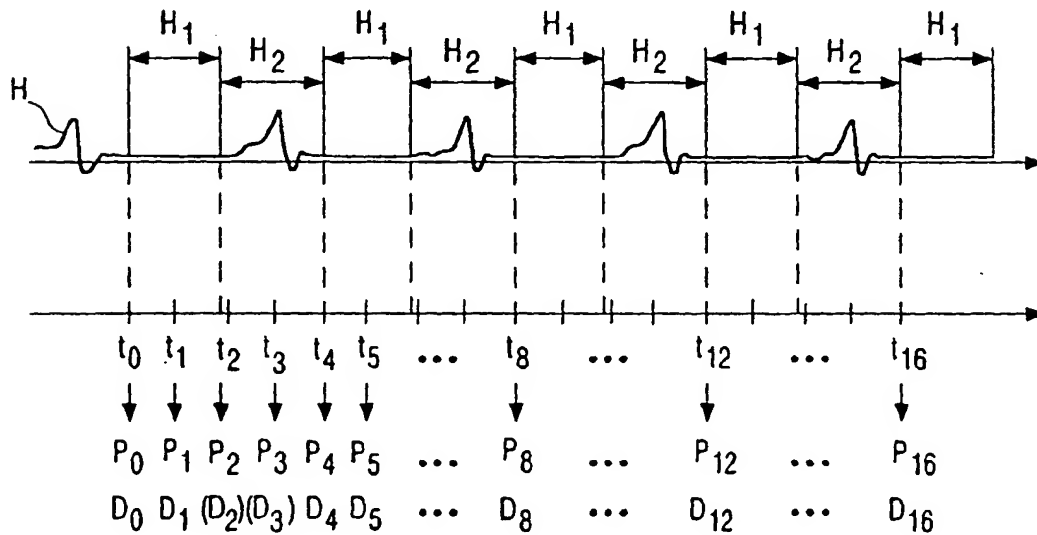 H₁ H₁ H₁ H₁ H₁
H₂ H₂ H₂ H₂
H
t₀ t₁ t₂ t₃ t₄ t₅ ••• t₈ ••• t₁₂ ••• t₁₆
P₀ P₁ P₂ P₃ P₄ P₅ ••• P₈ ••• P₁₂ ••• P₁₆
D₀ D₁ (D₂)(D₃) D₄ D₅ ••• D₈ ••• D₁₂ ••• D₁₆